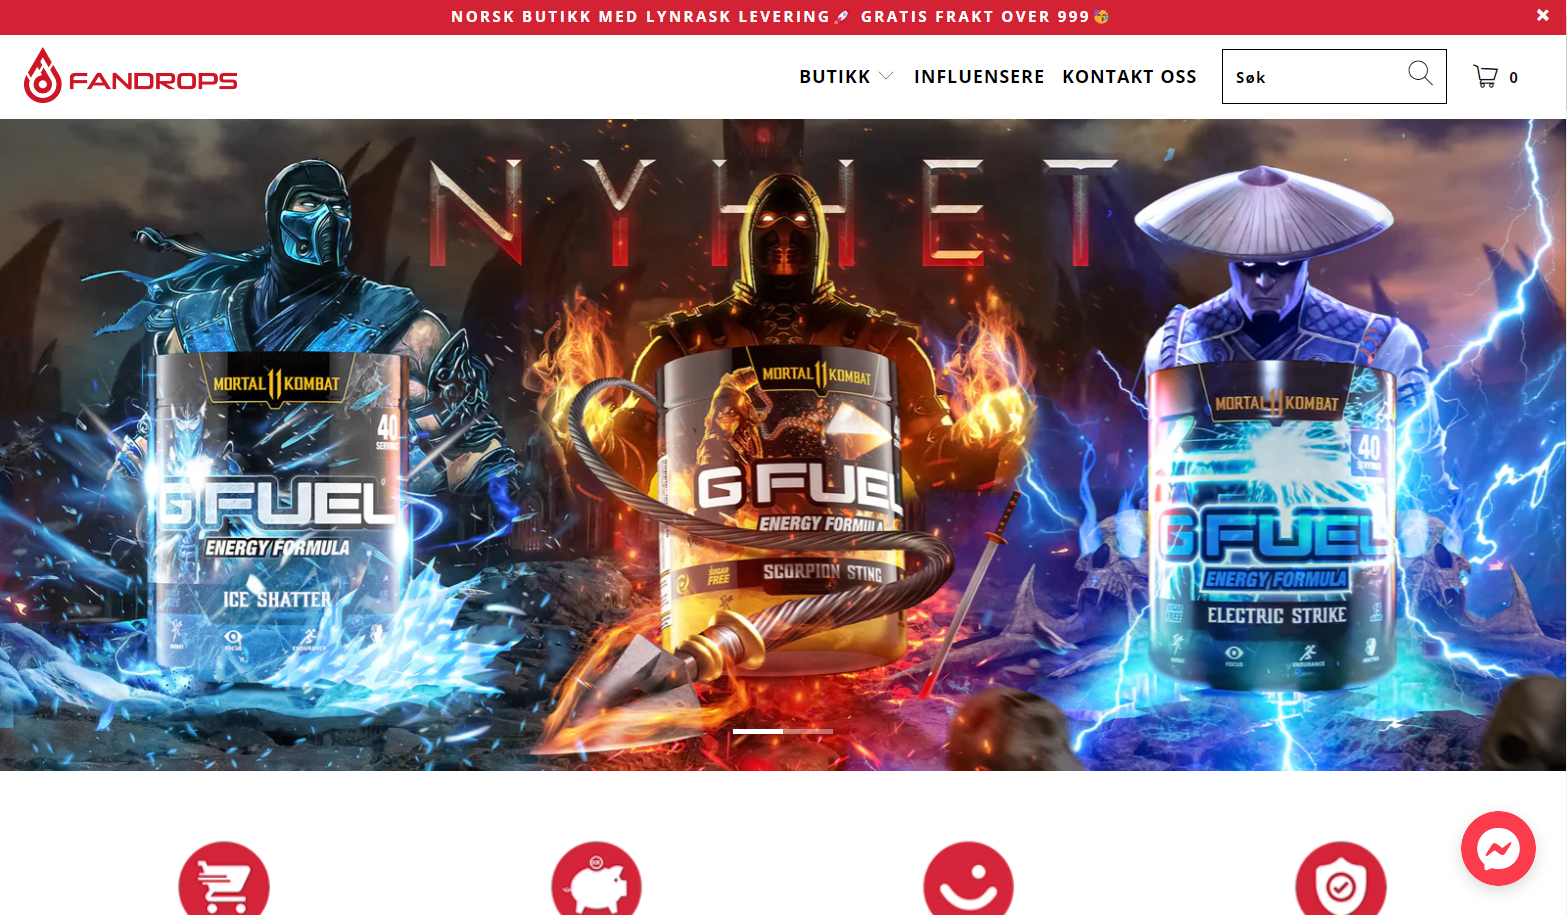 NORSK BUTIKK MED LYNRASK LEVERING🚀 GRATIS FRAKT OVER 999🥳
FANDROPS
BUTIKK
INFLUENSERE
KONTAKT OSS
Søk
0
NYHET
MORTAL 11 KOMBAT
40
SERVINGS
G FUEL
ENERGY FORMULA
ICE SHATTER
FOCUS
ENDURANCE
MORTAL 11 KOMBAT
G FUEL
ENERGY FORMULA
SUGAR
FREE
SCORPION STING
MORTAL 11 KOMBAT
40
SERVINGS
G FUEL
ENERGY FORMULA
ELECTRIC STRIKE
FOCUS
ENDURANCE